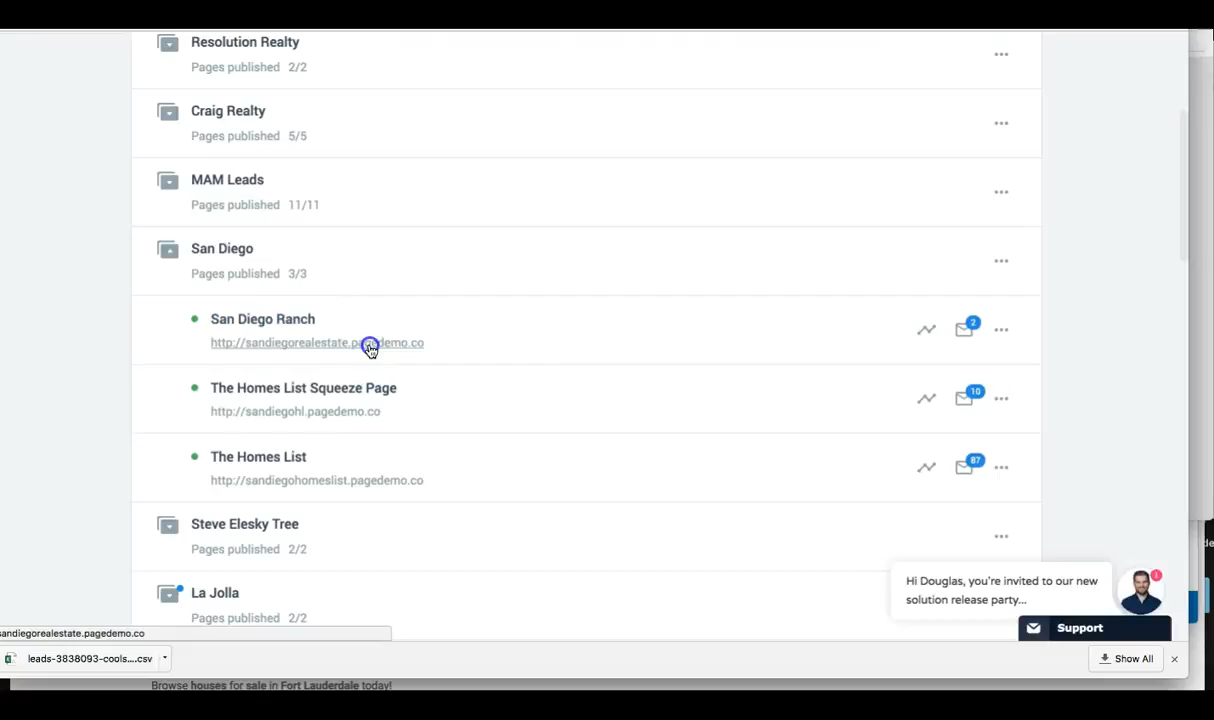 Resolution Realty
Pages published 2/2
Craig Realty
Pages published 5/5
MAM Leads
Pages published 11/11
San Diego
Pages published 3/3
San Diego Ranch
http://sandiegorealestate.pagedemo.co
2
The Homes List Squeeze Page
http://sandiegohl.pagedemo.co
10
The Homes List
http://sandiegohomeslist.pagedemo.co
87
Steve Elesky Tree
Pages published 2/2
Hi Douglas, you're invited to our new
solution release party...
1
La Jolla
Pages published 2/2
Support
sandiegorealestate.pagedemo.co
leads-3838093-cools....csv
Show All
Browse houses for sale in Fort Lauderdale today!